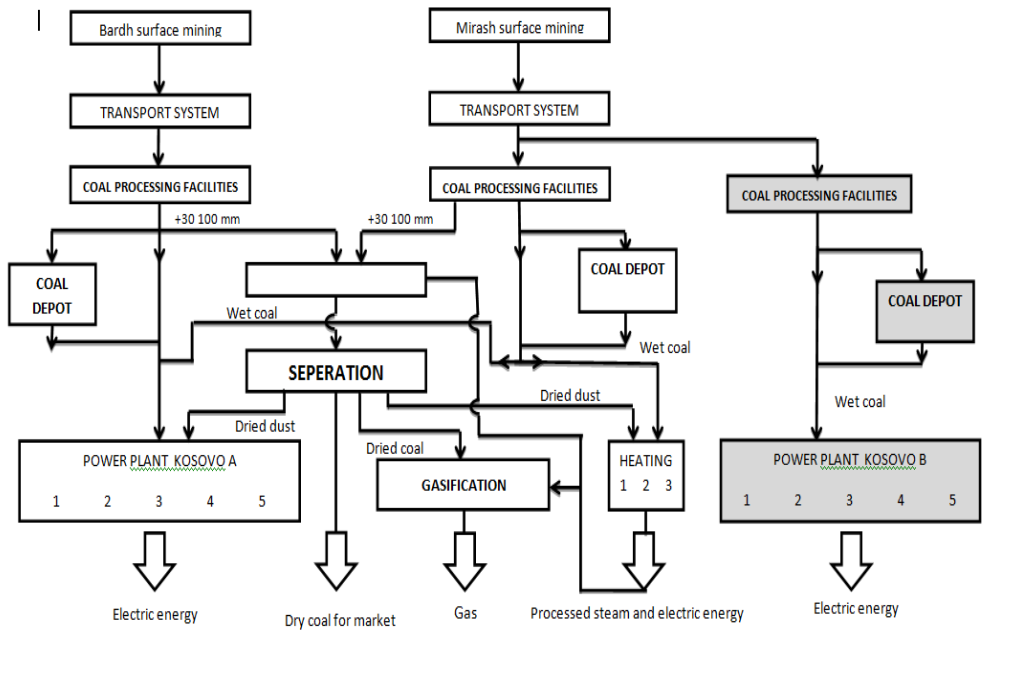 Bardh surface mining
Mirash surface mining
TRANSPORT SYSTEM
TRANSPORT SYSTEM
COAL PROCESSING FACILITIES
COAL PROCESSING FACILITIES
COAL PROCESSING FACILITIES
+30 100 mm
+30 100 mm
COAL
DEPOT
COAL DEPOT
COAL DEPOT
Wet coal
Wet coal
SEPERATION
Dried dust
Wet coal
Dried dust
Dried coal
POWER PLANT KOSOVO A
1 2 3 4 5
GASIFICATION
HEATING
1 2 3
POWER PLANT KOSOVO B
1 2 3 4 5
Electric energy
Dry coal for market
Gas
Processed steam and electric energy
Electric energy